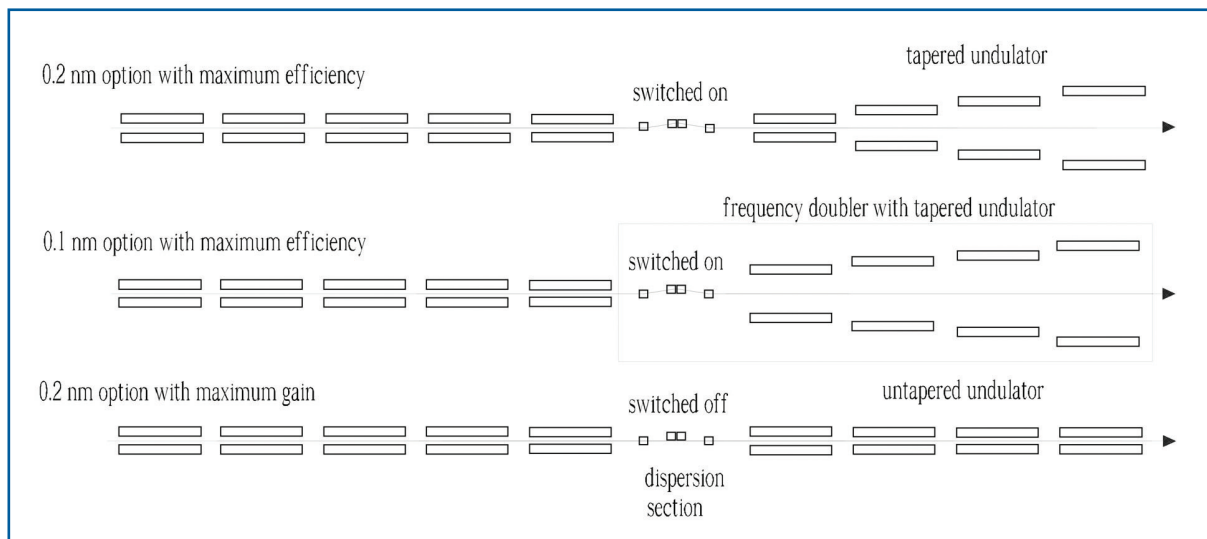 tapered undulator
0.2 nm option with maximum efficiency
switched on
frequency doubler with tapered undulator
0.1 nm option with maximum efficiency
switched on
0.2 nm option with maximum gain
switched off
untapered undulator
dispersion
section